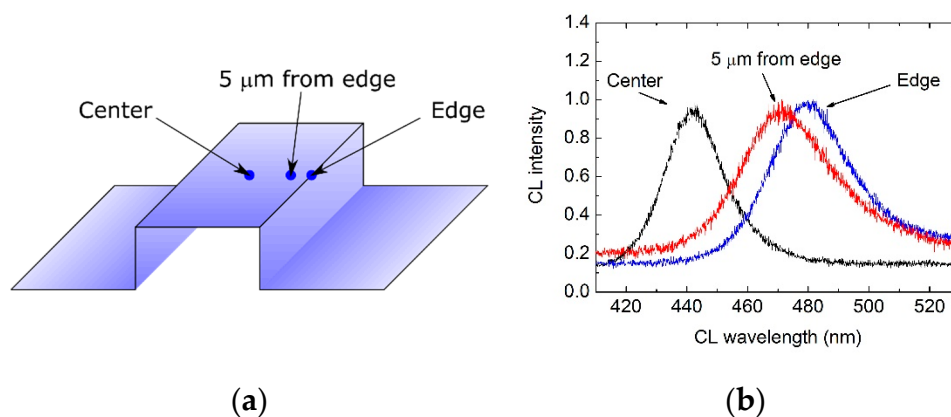 5 μm from edge
Center
Edge
(a)
1.4
1.2
1.0
0.8
0.6
0.4
0.2
0.0
CL intensity
5 μm from edge
Center
Edge
420 440 460 480 500 520
CL wavelength (nm)
(b)